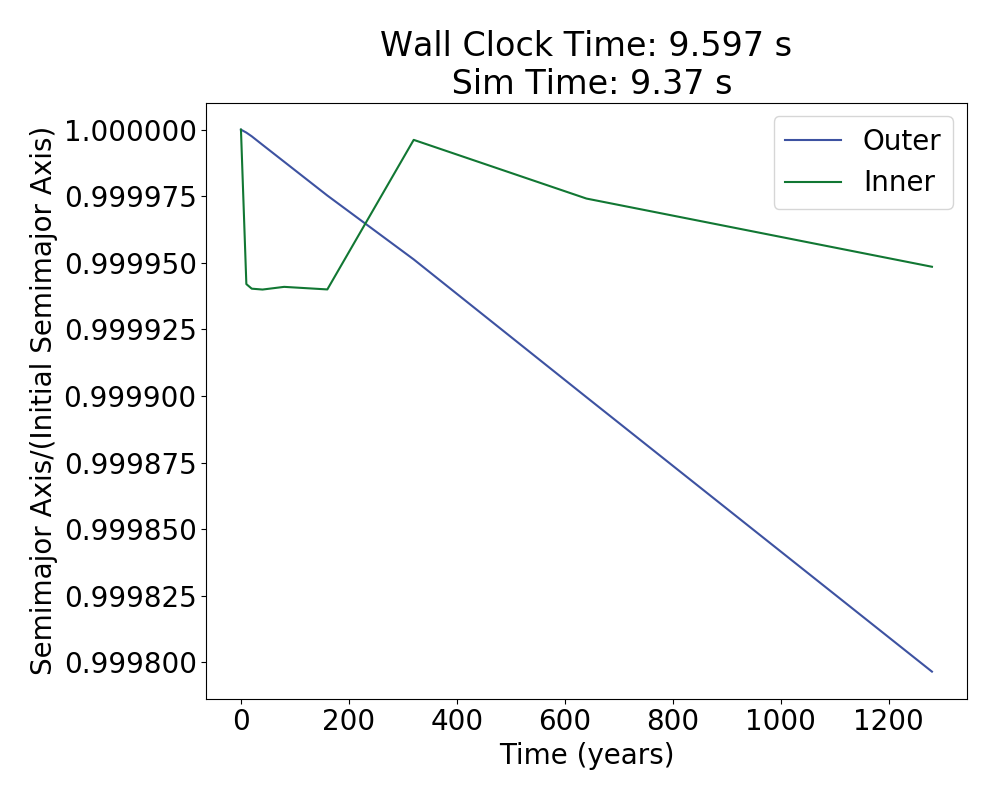 Wall Clock Time: 9.597 s
Sim Time: 9.37 s
Semimajor Axis/(Initial Semimajor Axis)
1.000000
0.999975
0.999950
0.999925
0.999900
0.999875
0.999850
0.999825
0.999800
Outer
Inner
0 200 400 600 800 1000 1200
Time (years)